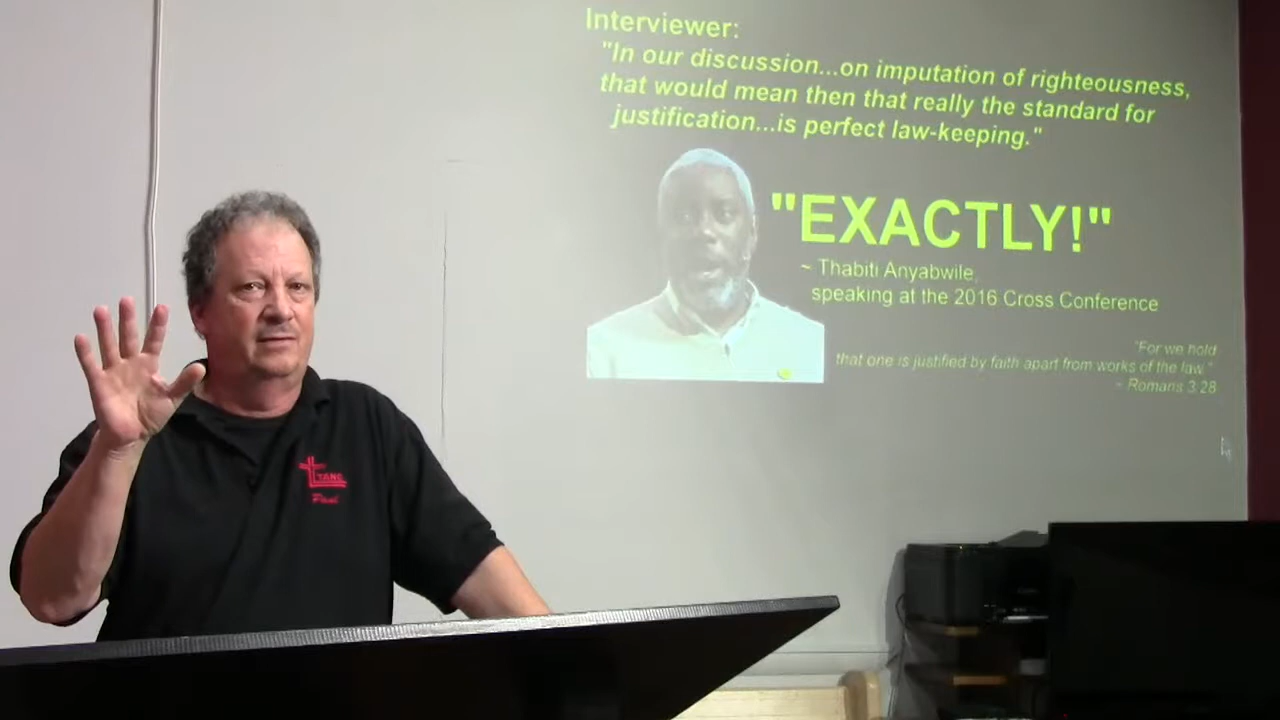 Interviewer:
"In our discussion...on imputation of righteousness,
that would mean then that really the standard for
justification...is perfect law-keeping."
"EXACTLY!"
~ Thabiti Anyabwile,
speaking at the 2016 Cross Conference
"For we hold
that one is justified by faith apart from works of the law."
~ Romans 3:28
TANC
Paul